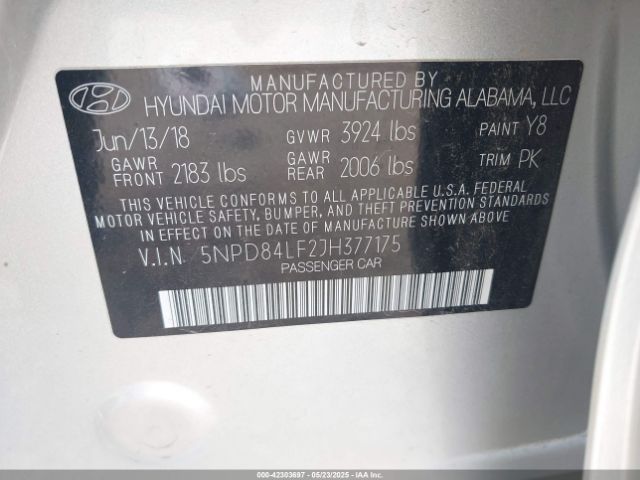 MANUFACTURED BY
HYUNDAI MOTOR MANUFACTURING ALABAMA, LLC
Jun/13/18 GVWR 3924 lbs PAINT Y8
GAWR FRONT 2183 lbs GAWR REAR 2006 lbs TRIM PK
THIS VEHICLE CONFORMS TO ALL APPLICABLE U.S.A. FEDERAL
MOTOR VEHICLE SAFETY, BUMPER, AND THEFT PREVENTION STANDARDS
IN EFFECT ON THE DATE OF MANUFACTURE SHOWN ABOVE.
V.I.N. 5NPD84LF2JH377175
PASSENGER CAR
000-42303697 - 05/23/2025 - IAA Inc.